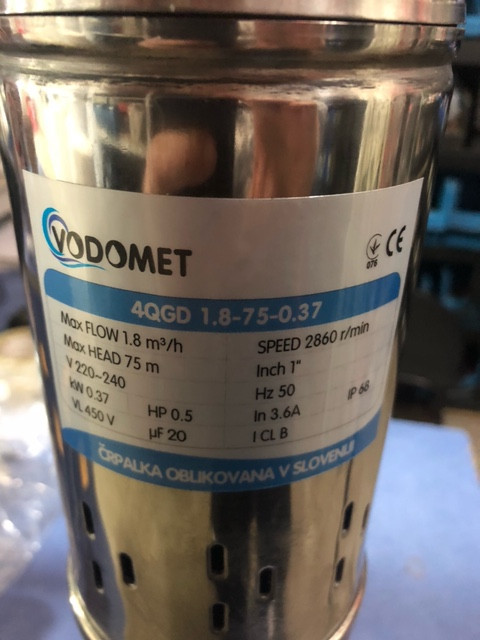 VODOMET
076 CE
4QGD 1.8-75-0.37
Max FLOW 1.8 m³/h SPEED 2860 r/min
Max HEAD 75 m Inch 1"
V 220~240 Hz 50 IP 68
kW 0.37 HP 0.5 In 3.6A
VL 450 V µF 20 I CL B
ČRPALKA OBLIKOVANA V SLOVENIJI